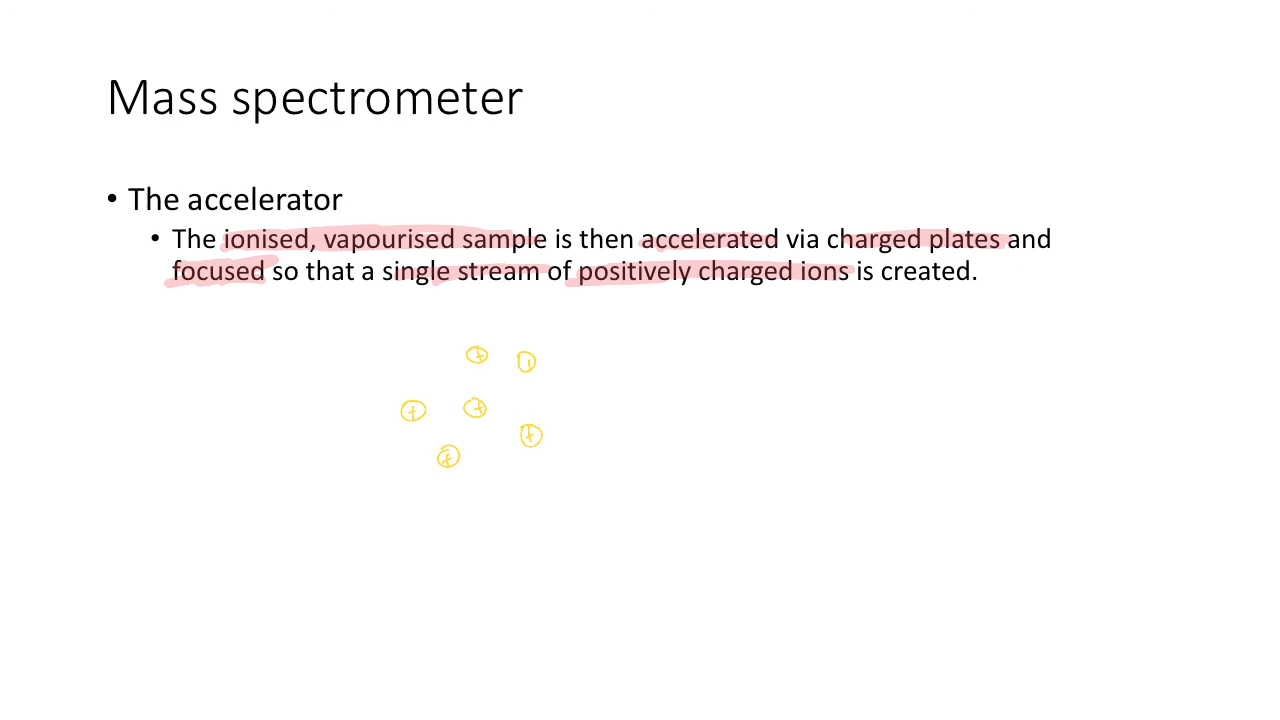 Mass spectrometer
• The accelerator
• The ionised, vapourised sample is then accelerated via charged plates and
focused so that a single stream of positively charged ions is created.
+
+
+
+
+